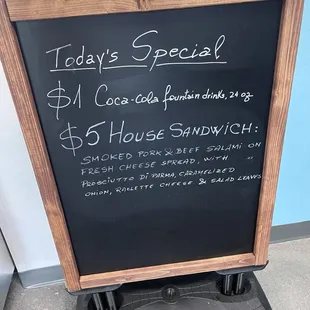 Today's Special
$1 Coca-Cola fountain drinks, 24 oz
$5 HOUSE SANDWICH:
SMOKED PORK & BEEF SALAMI ON
FRESH CHEESE SPREAD, WITH
PROSCIUTTO DI PARMA, CARAMELIZED
ONION, RACLETTE CHEESE & SALAD LEAVES